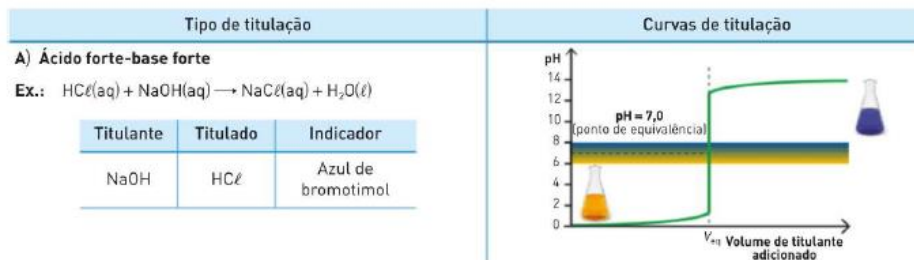 Tipo de titulação
Curvas de titulação
A) Ácido forte-base forte
Ex.: HCℓ(aq) + NaOH(aq) ⟶ NaCℓ(aq) + H₂O(ℓ)
Titulante Titulado Indicador
NaOH HCℓ Azul de
bromotimol
pH
14
12
10
8
6
4
2
0
pH = 7,0
(ponto de equivalência)
Veq Volume de titulante
adicionado